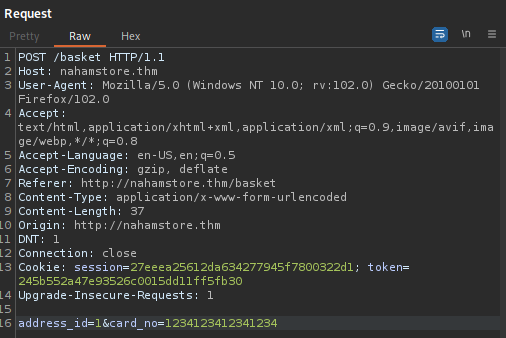 Request
Pretty Raw Hex
\n
1 POST /basket HTTP/1.1
2 Host: nahamstore.thm
3 User-Agent: Mozilla/5.0 (Windows NT 10.0; rv:102.0) Gecko/20100101
Firefox/102.0
4 Accept:
text/html,application/xhtml+xml,application/xml;q=0.9,image/avif,ima
ge/webp,*/*;q=0.8
5 Accept-Language: en-US,en;q=0.5
6 Accept-Encoding: gzip, deflate
7 Referer: http://nahamstore.thm/basket
8 Content-Type: application/x-www-form-urlencoded
9 Content-Length: 37
10 Origin: http://nahamstore.thm
11 DNT: 1
12 Connection: close
13 Cookie: session=27eeea25612da634277945f7800322d1; token=
245b552a47e93526c0015dd11ff5fb30
14 Upgrade-Insecure-Requests: 1
15
16 address_id=1&card_no=1234123412341234